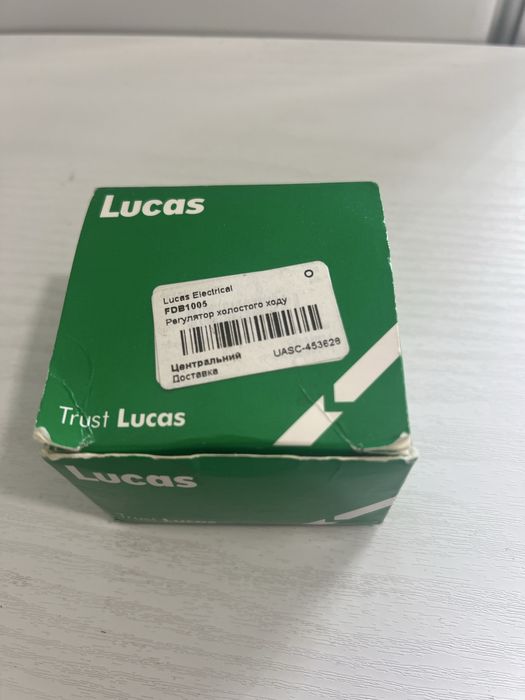 Lucas
Lucas Electrical
FDB1005
Регулятор холостого ходу
O
Центральний
Доставка
UASC-453628
Trust Lucas
Lucas
Trust Lucas